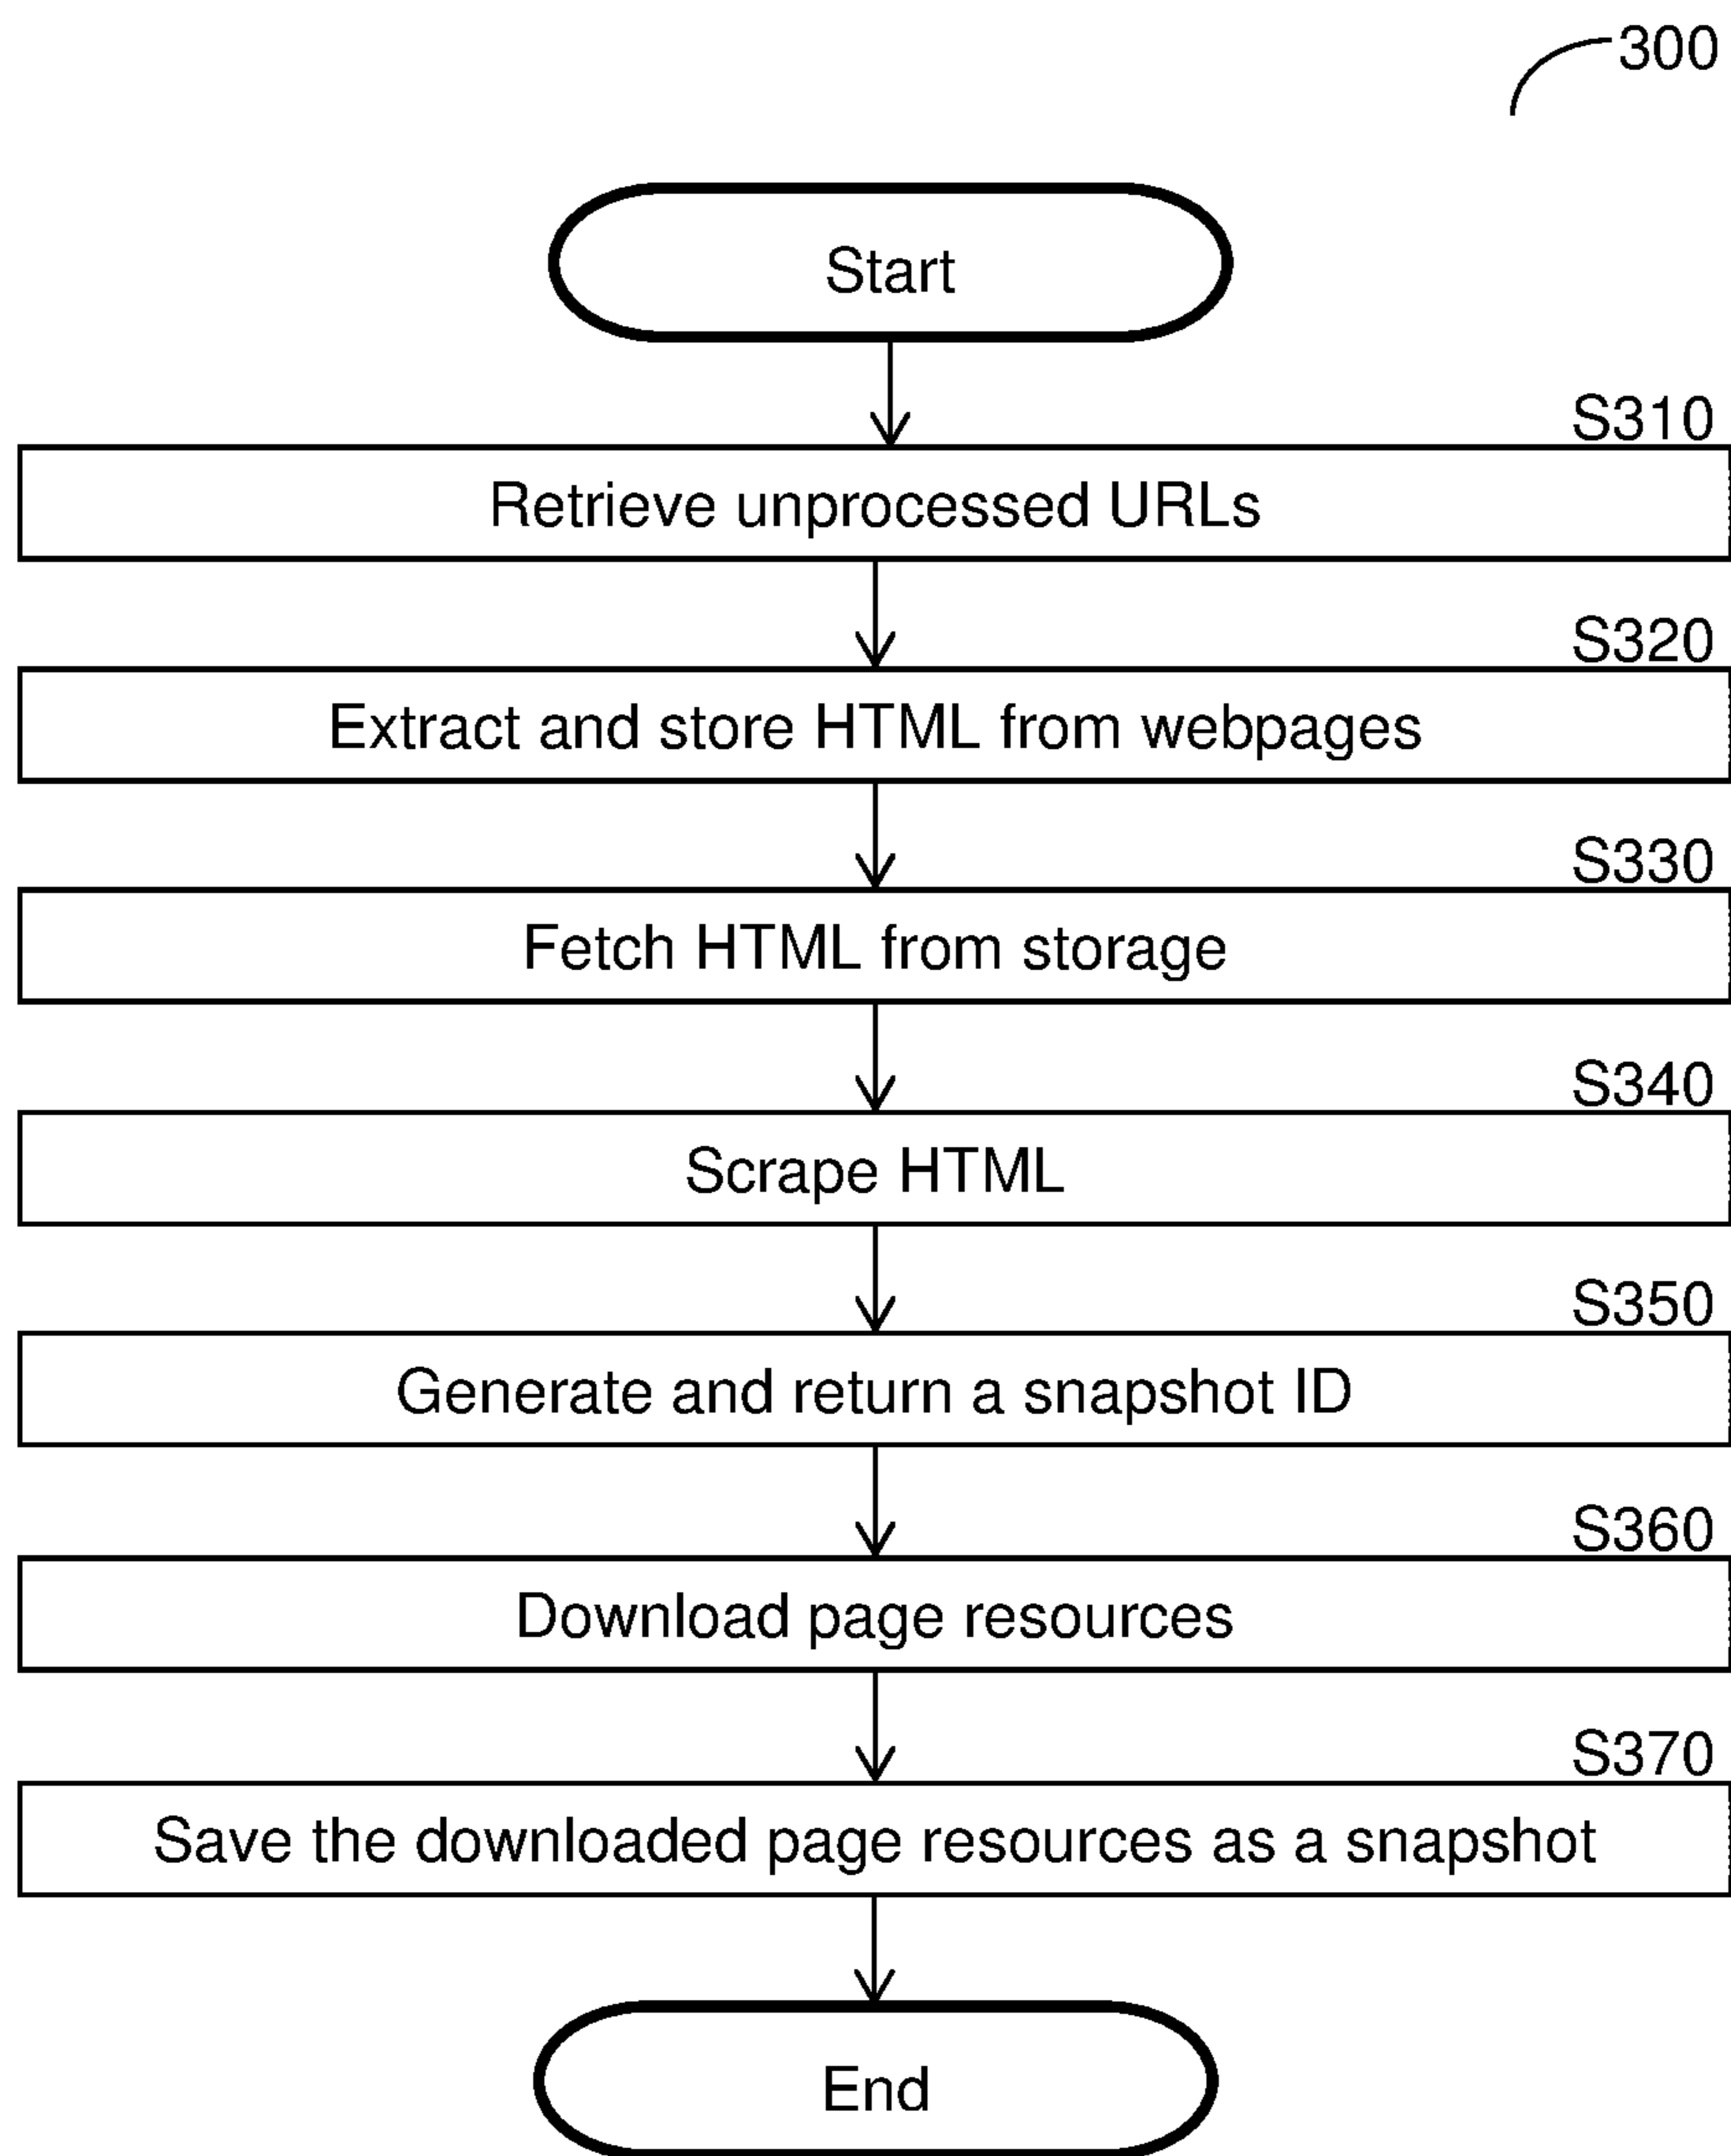 300
Start
S310
Retrieve unprocessed URLs
S320
Extract and store HTML from webpages
S330
Fetch HTML from storage
S340
Scrape HTML
S350
Generate and return a snapshot ID
S360
Download page resources
S370
Save the downloaded page resources as a snapshot
End